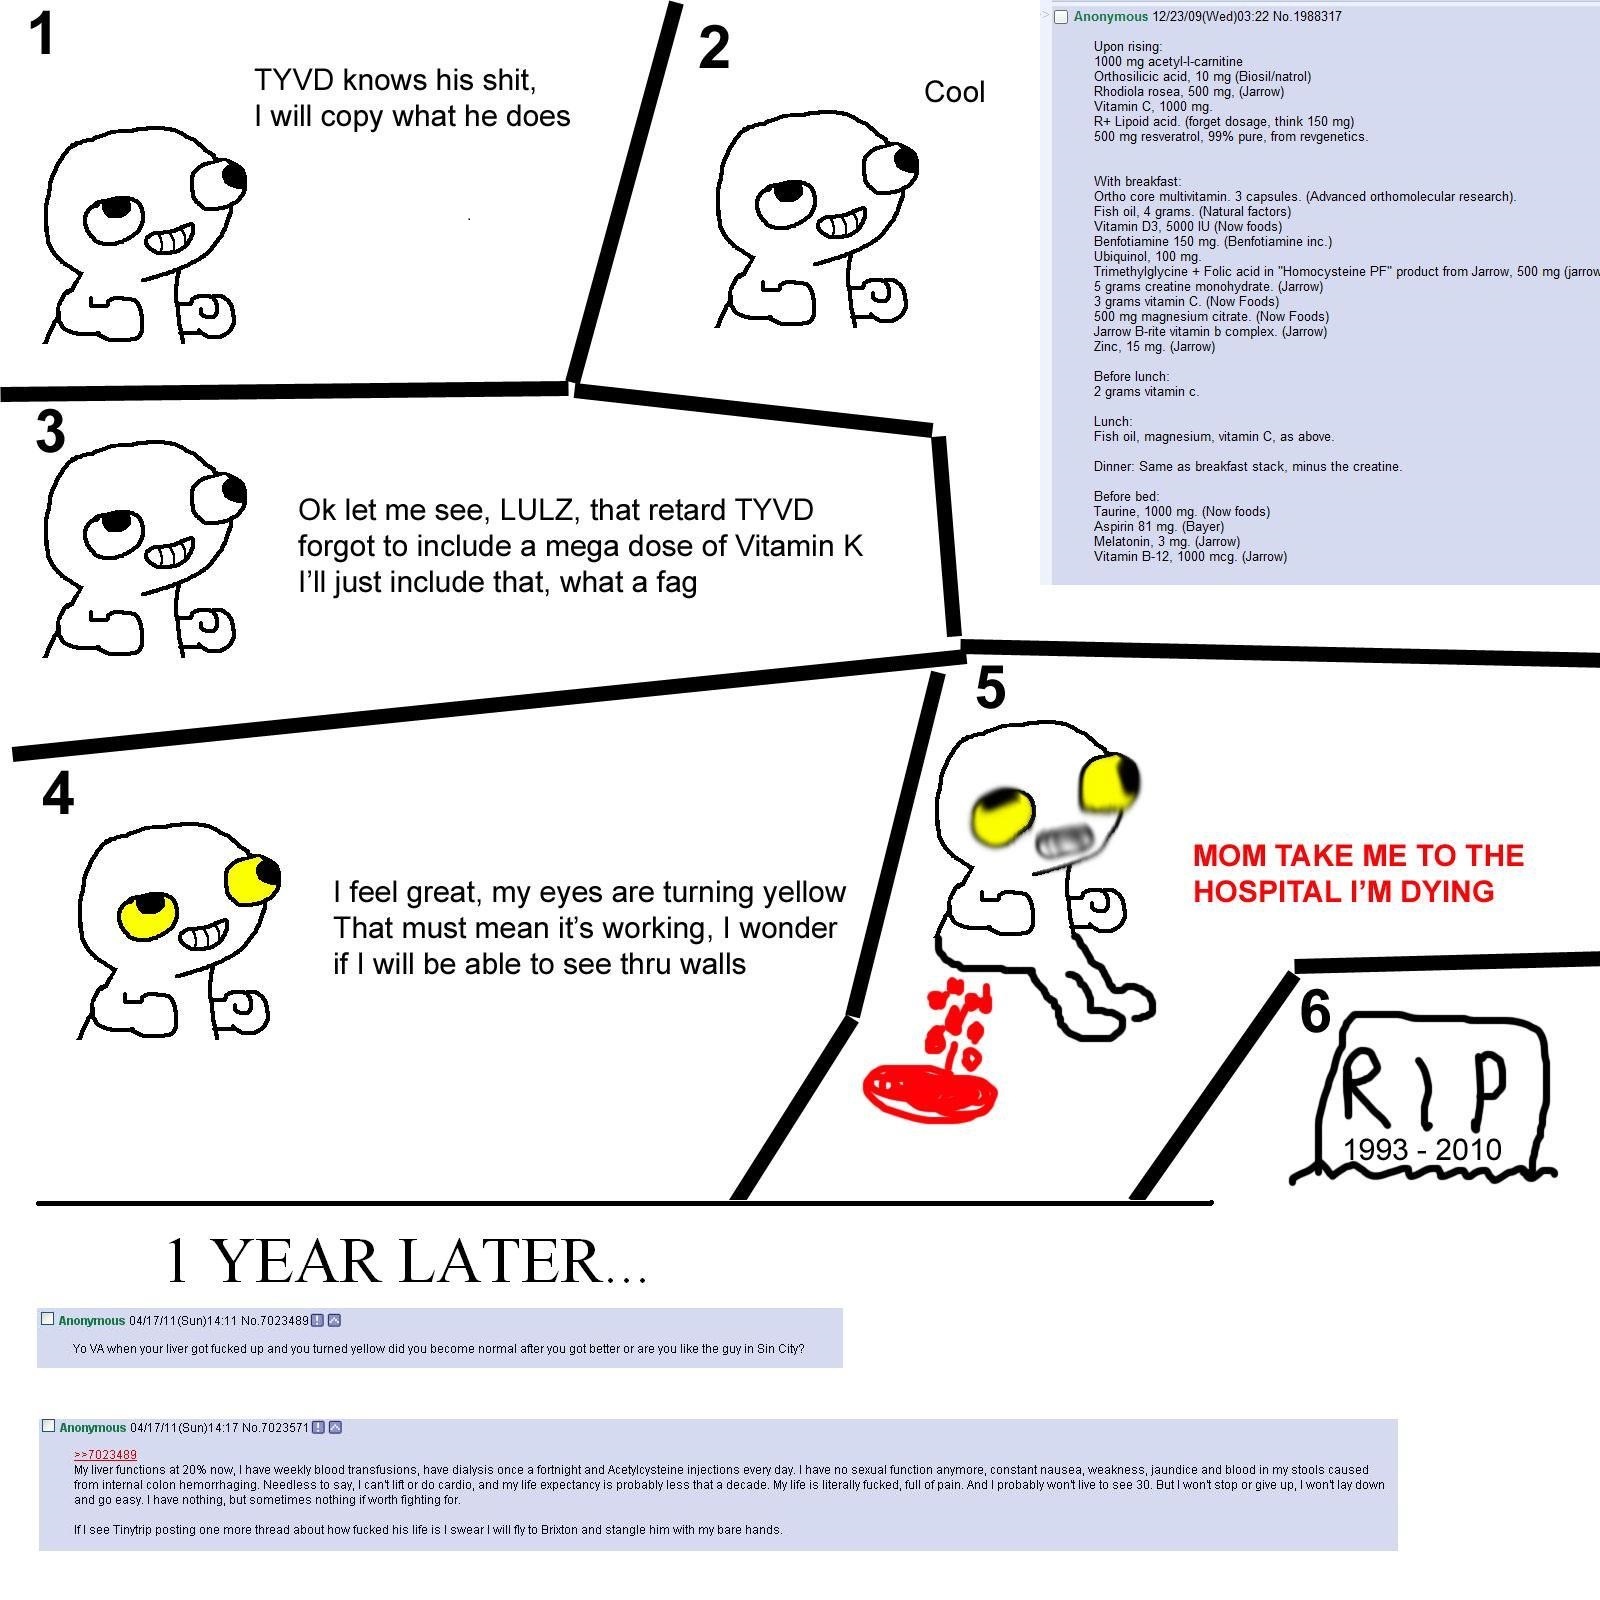 1
TYVD knows his shit,
I will copy what he does
2
Cool
Anonymous 12/23/09(Wed)03:22 No.1988317
Upon rising:
1000 mg acetyl-l-carnitine
Orthosilicic acid, 10 mg (Biosil/natrol)
Rhodiola rosea, 500 mg, (Jarrow)
Vitamin C, 1000 mg.
R+ Lipoid acid. (forget dosage, think 150 mg)
500 mg resveratrol, 99% pure, from revgenetics.
With breakfast:
Ortho core multivitamin. 3 capsules. (Advanced orthomolecular research).
Fish oil, 4 grams. (Natural factors)
Vitamin D3, 5000 IU (Now foods)
Benfotiamine 150 mg. (Benfotiamine inc.)
Ubiquinol, 100 mg.
Trimethylglycine + Folic acid in "Homocysteine PF" product from Jarrow, 500 mg (jarrow
5 grams creatine monohydrate. (Jarrow)
3 grams vitamin C. (Now Foods)
500 mg magnesium citrate. (Now Foods)
Jarrow B-rite vitamin b complex. (Jarrow)
Zinc, 15 mg. (Jarrow)
Before lunch:
2 grams vitamin c.
Lunch:
Fish oil, magnesium, vitamin C, as above.
Dinner: Same as breakfast stack, minus the creatine.
Before bed:
Taurine, 1000 mg. (Now foods)
Aspirin 81 mg. (Bayer)
Melatonin, 3 mg. (Jarrow)
Vitamin B-12, 1000 mcg. (Jarrow)
3
Ok let me see, LULZ, that retard TYVD
forgot to include a mega dose of Vitamin K
I'll just include that, what a fag
4
I feel great, my eyes are turning yellow
That must mean it's working, I wonder
if I will be able to see thru walls
5
MOM TAKE ME TO THE
HOSPITAL I'M DYING
6
RIP
1993 - 2010
1 YEAR LATER...
Anonymous 04/17/11(Sun)14:11 No.7023489
Yo VA when your liver got fucked up and you turned yellow did you become normal after you got better or are you like the guy in Sin City?
Anonymous 04/17/11(Sun)14:17 No.7023571
>>7023489
My liver functions at 20% now, I have weekly blood transfusions, have dialysis once a fortnight and Acetylcysteine injections every day. I have no sexual function anymore, constant nausea, weakness, jaundice and blood in my stools caused
from internal colon hemorrhaging. Needless to say, I can't lift or do cardio, and my life expectancy is probably less that a decade. My life is literally fucked, full of pain. And I probably won't live to see 30. But I won't stop or give up, I won't lay down
and go easy. I have nothing, but sometimes nothing if worth fighting for.
If I see Tinytrip posting one more thread about how fucked his life is I swear I will fly to Brixton and stangle him with my bare hands.